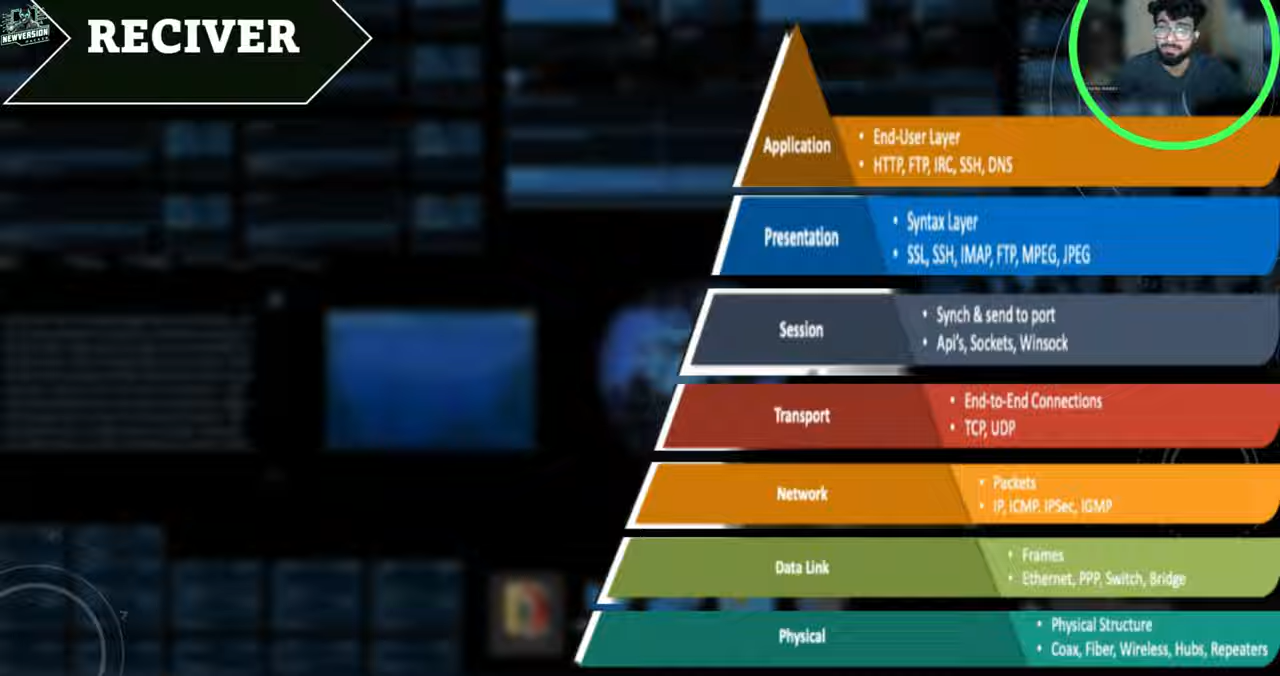 NEWVERSION
HACKER
RECIVER
Application
• End-User Layer
• HTTP, FTP, IRC, SSH, DNS
Presentation
• Syntax Layer
• SSL, SSH, IMAP, FTP, MPEG, JPEG
Session
• Synch & send to port
• Api's, Sockets, Winsock
Transport
• End-to-End Connections
• TCP, UDP
Network
• Packets
• IP, ICMP. IPSec, IGMP
Data Link
• Frames
• Ethernet, PPP, Switch, Bridge
Physical
• Physical Structure
• Coax, Fiber, Wireless, Hubs, Repeaters